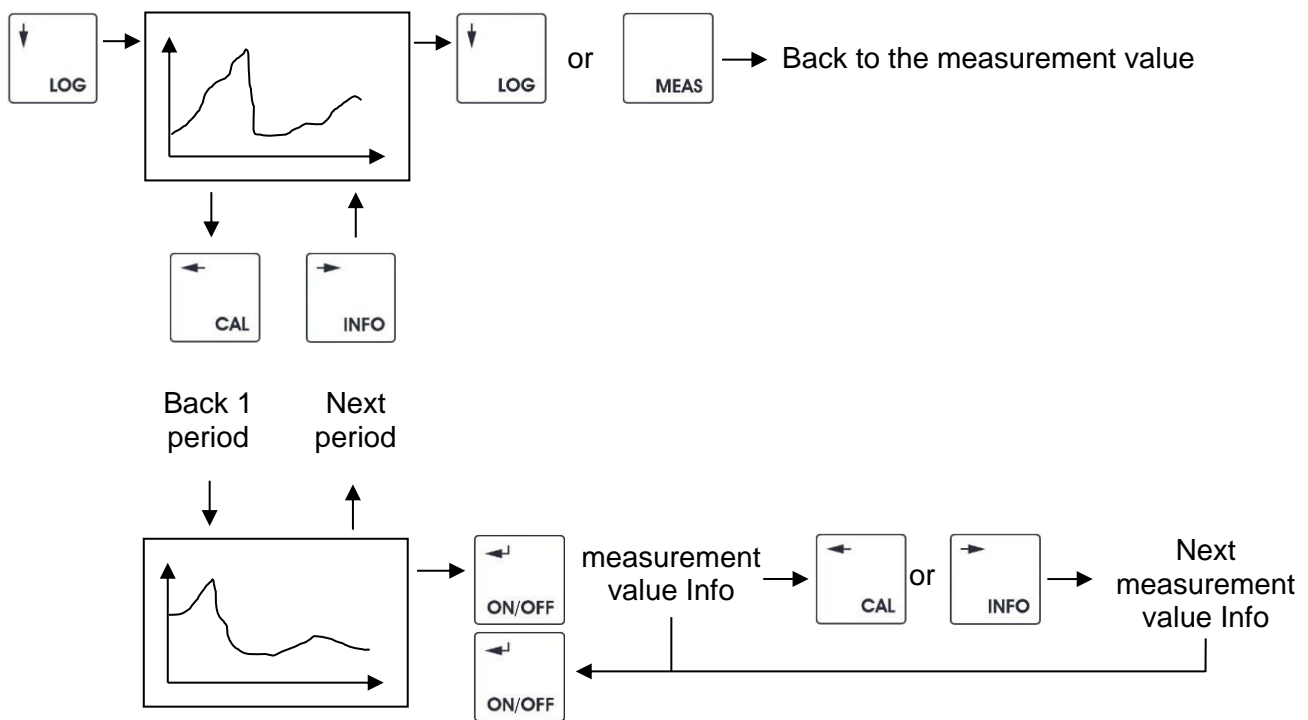 LOG
LOG
or
MEAS
Back to the measurement value
CAL
INFO
Back 1
period
Next
period
ON/OFF
measurement
value Info
CAL
or
INFO
Next
measurement
value Info
ON/OFF